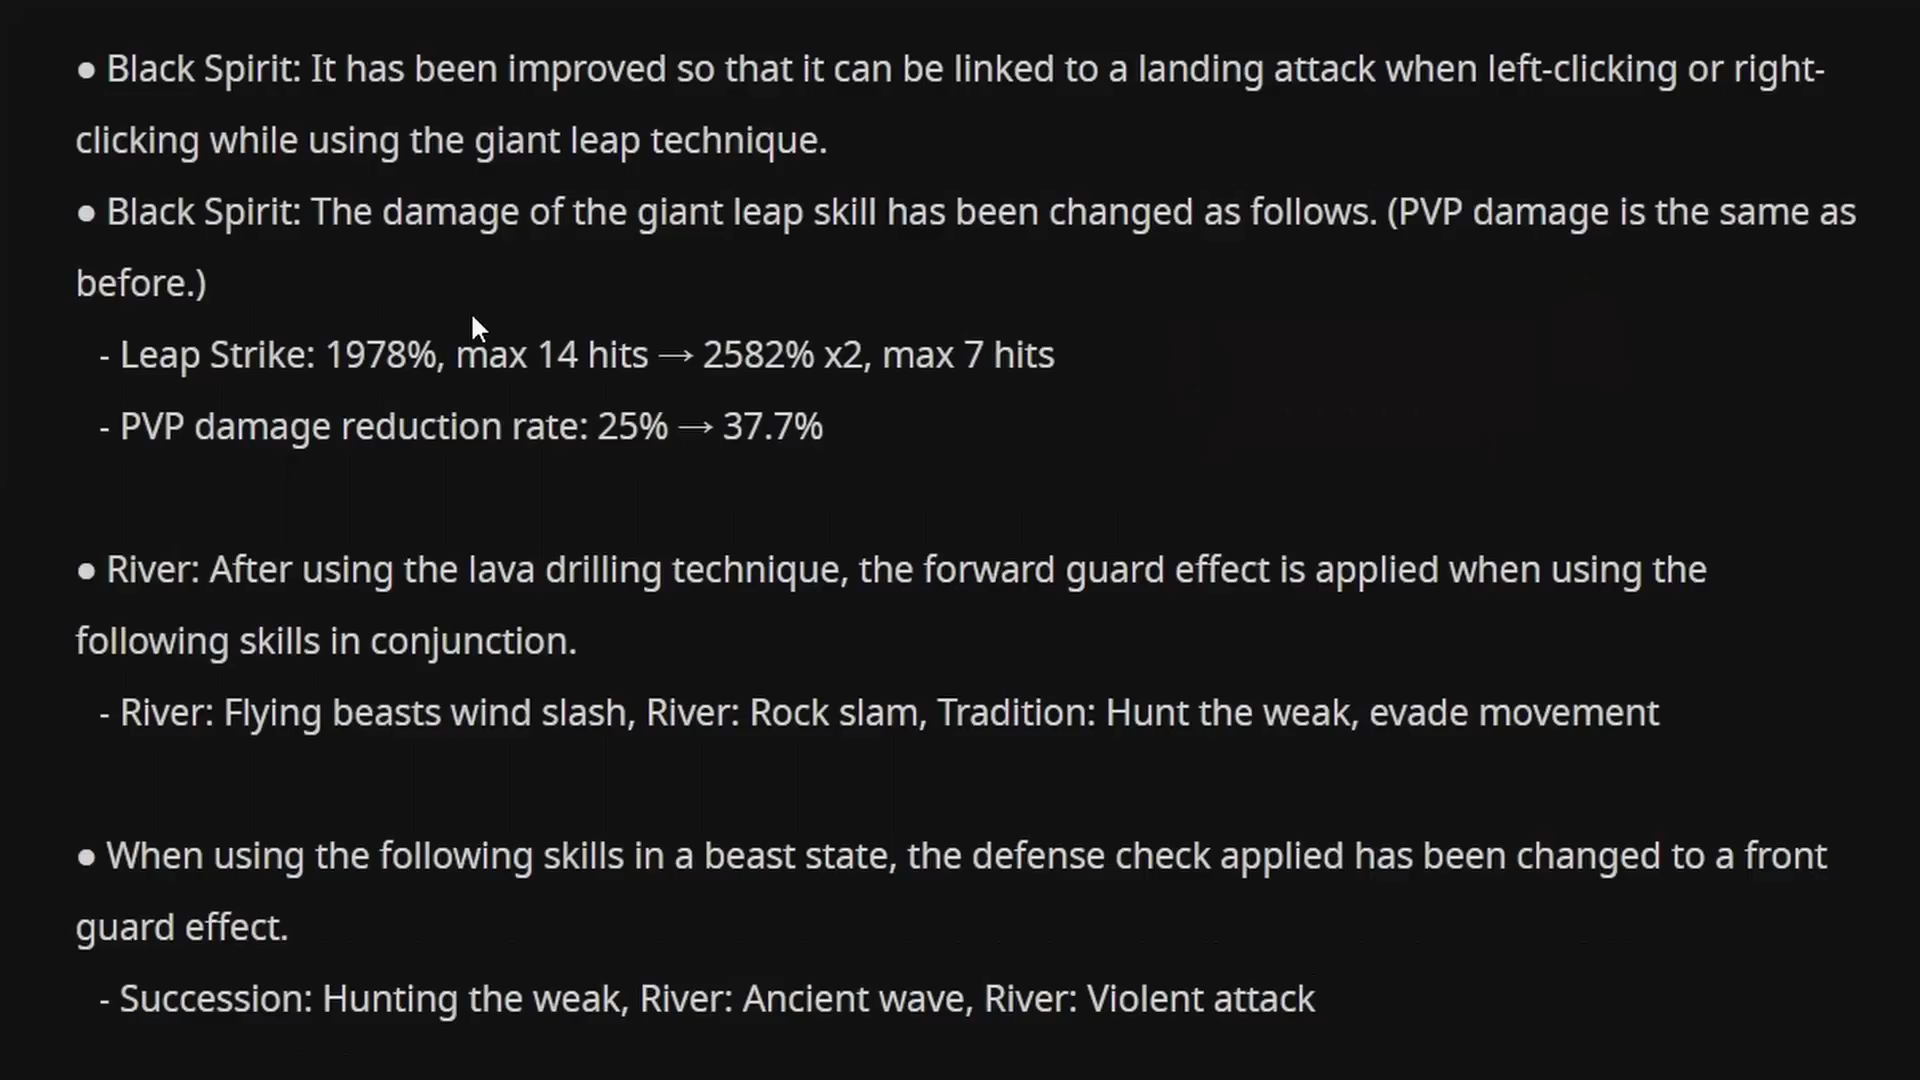 ● Black Spirit: It has been improved so that it can be linked to a landing attack when left-clicking or right-
clicking while using the giant leap technique.
● Black Spirit: The damage of the giant leap skill has been changed as follows. (PVP damage is the same as
before.)
- Leap Strike: 1978%, max 14 hits → 2582% x2, max 7 hits
- PVP damage reduction rate: 25% → 37.7%
● River: After using the lava drilling technique, the forward guard effect is applied when using the
following skills in conjunction.
- River: Flying beasts wind slash, River: Rock slam, Tradition: Hunt the weak, evade movement
● When using the following skills in a beast state, the defense check applied has been changed to a front
guard effect.
- Succession: Hunting the weak, River: Ancient wave, River: Violent attack